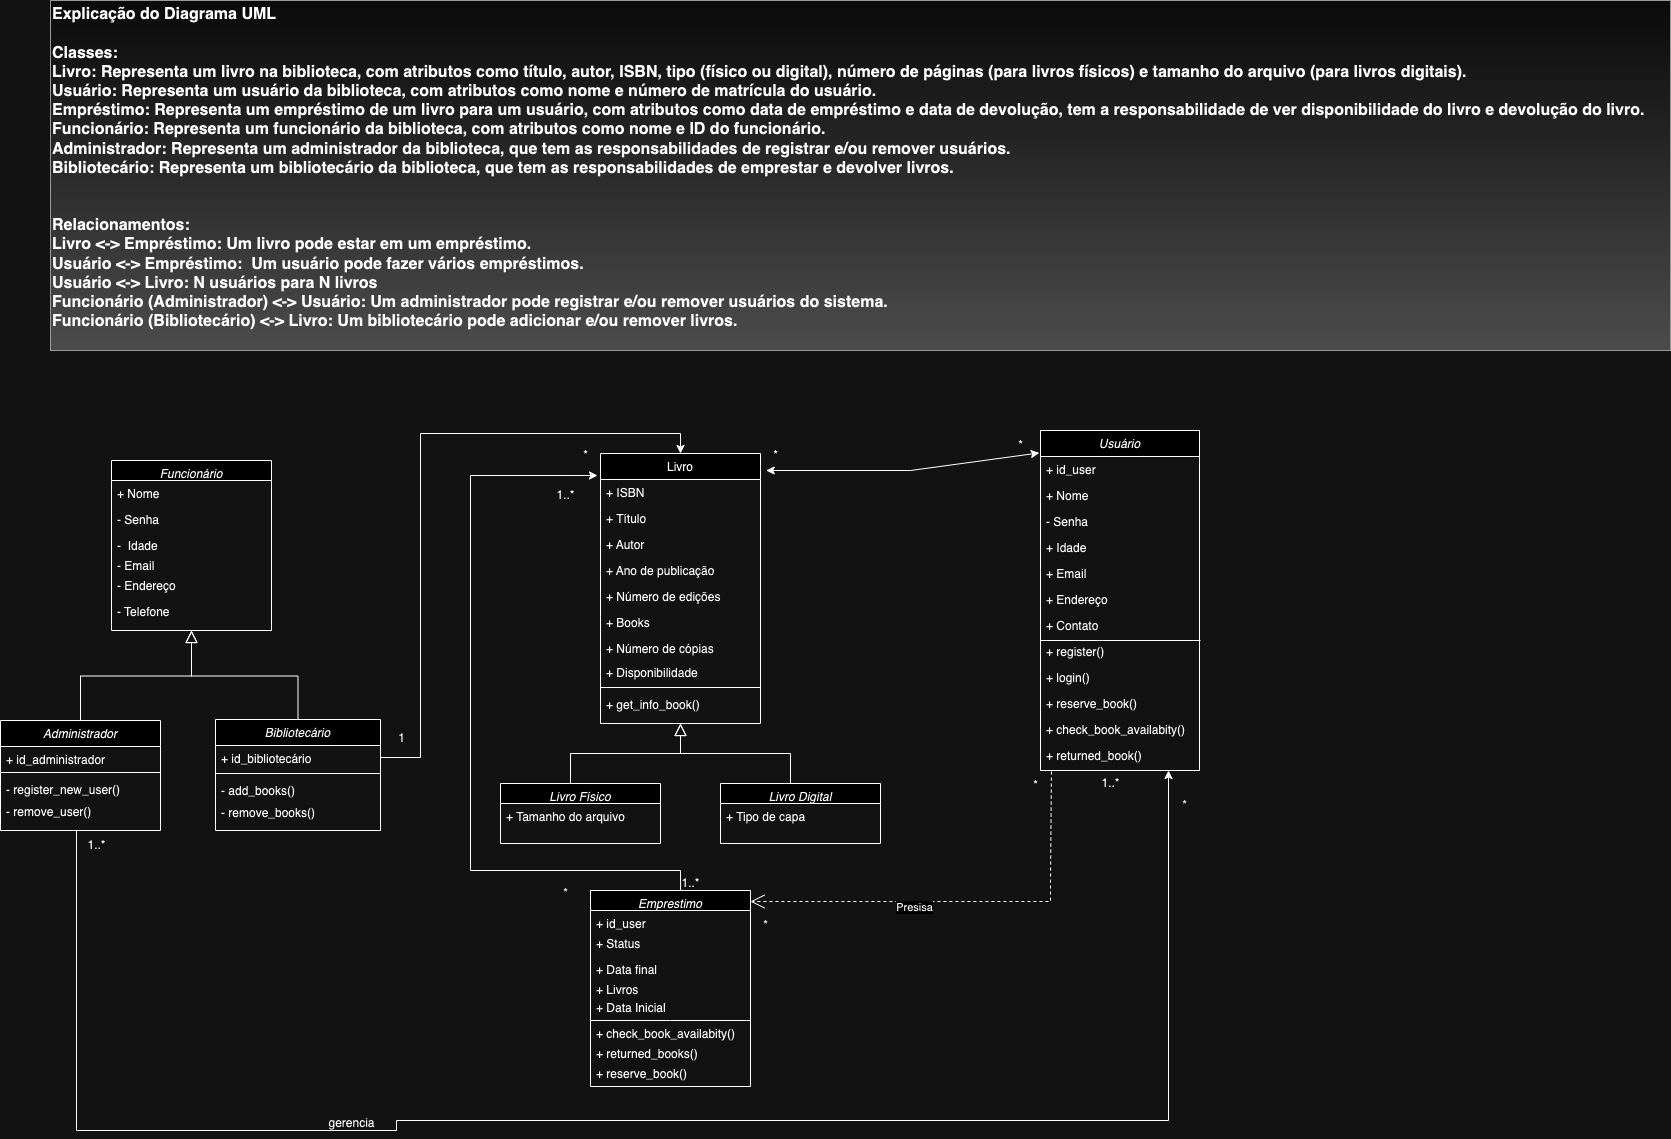 Explicação do Diagrama UML
Classes:
Livro: Representa um livro na biblioteca, com atributos como título, autor, ISBN, tipo (físico ou digital), número de páginas (para livros físicos) e tamanho do arquivo (para livros digitais).
Usuário: Representa um usuário da biblioteca, com atributos como nome e número de matrícula do usuário.
Empréstimo: Representa um empréstimo de um livro para um usuário, com atributos como data de empréstimo e data de devolução, tem a responsabilidade de ver disponibilidade do livro e devolução do livro.
Funcionário: Representa um funcionário da biblioteca, com atributos como nome e ID do funcionário.
Administrador: Representa um administrador da biblioteca, que tem as responsabilidades de registrar e/ou remover usuários.
Bibliotecário: Representa um bibliotecário da biblioteca, que tem as responsabilidades de emprestar e devolver livros.
Relacionamentos:
Livro <-> Empréstimo: Um livro pode estar em um empréstimo.
Usuário <-> Empréstimo:  Um usuário pode fazer vários empréstimos.
Usuário <-> Livro: N usuários para N livros
Funcionário (Administrador) <-> Usuário: Um administrador pode registrar e/ou remover usuários do sistema.
Funcionário (Bibliotecário) <-> Livro: Um bibliotecário pode adicionar e/ou remover livros.
Funcionário
+ Nome
- Senha
-  Idade
- Email
- Endereço
- Telefone
Administrador
+ id_administrador
- register_new_user()
- remove_user()
1..*
Bibliotecário
+ id_bibliotecário
- add_books()
- remove_books()
1
*
1..*
Livro
+ ISBN
+ Título
+ Autor
+ Ano de publicação
+ Número de edições
+ Books
+ Número de cópias
+ Disponibilidade
+ get_info_book()
*
*
Livro Físico
+ Tamanho do arquivo
Livro Digital
+ Tipo de capa
Usuário
+ id_user
+ Nome
- Senha
+ Idade
+ Email
+ Endereço
+ Contato
+ register()
+ login()
+ reserve_book()
+ check_book_availabity()
+ returned_book()
*
1..*
*
*
1..*
Emprestimo
+ id_user
+ Status
+ Data final
+ Livros
+ Data Inicial
+ check_book_availabity()
+ returned_books()
+ reserve_book()
Presisa
*
gerencia